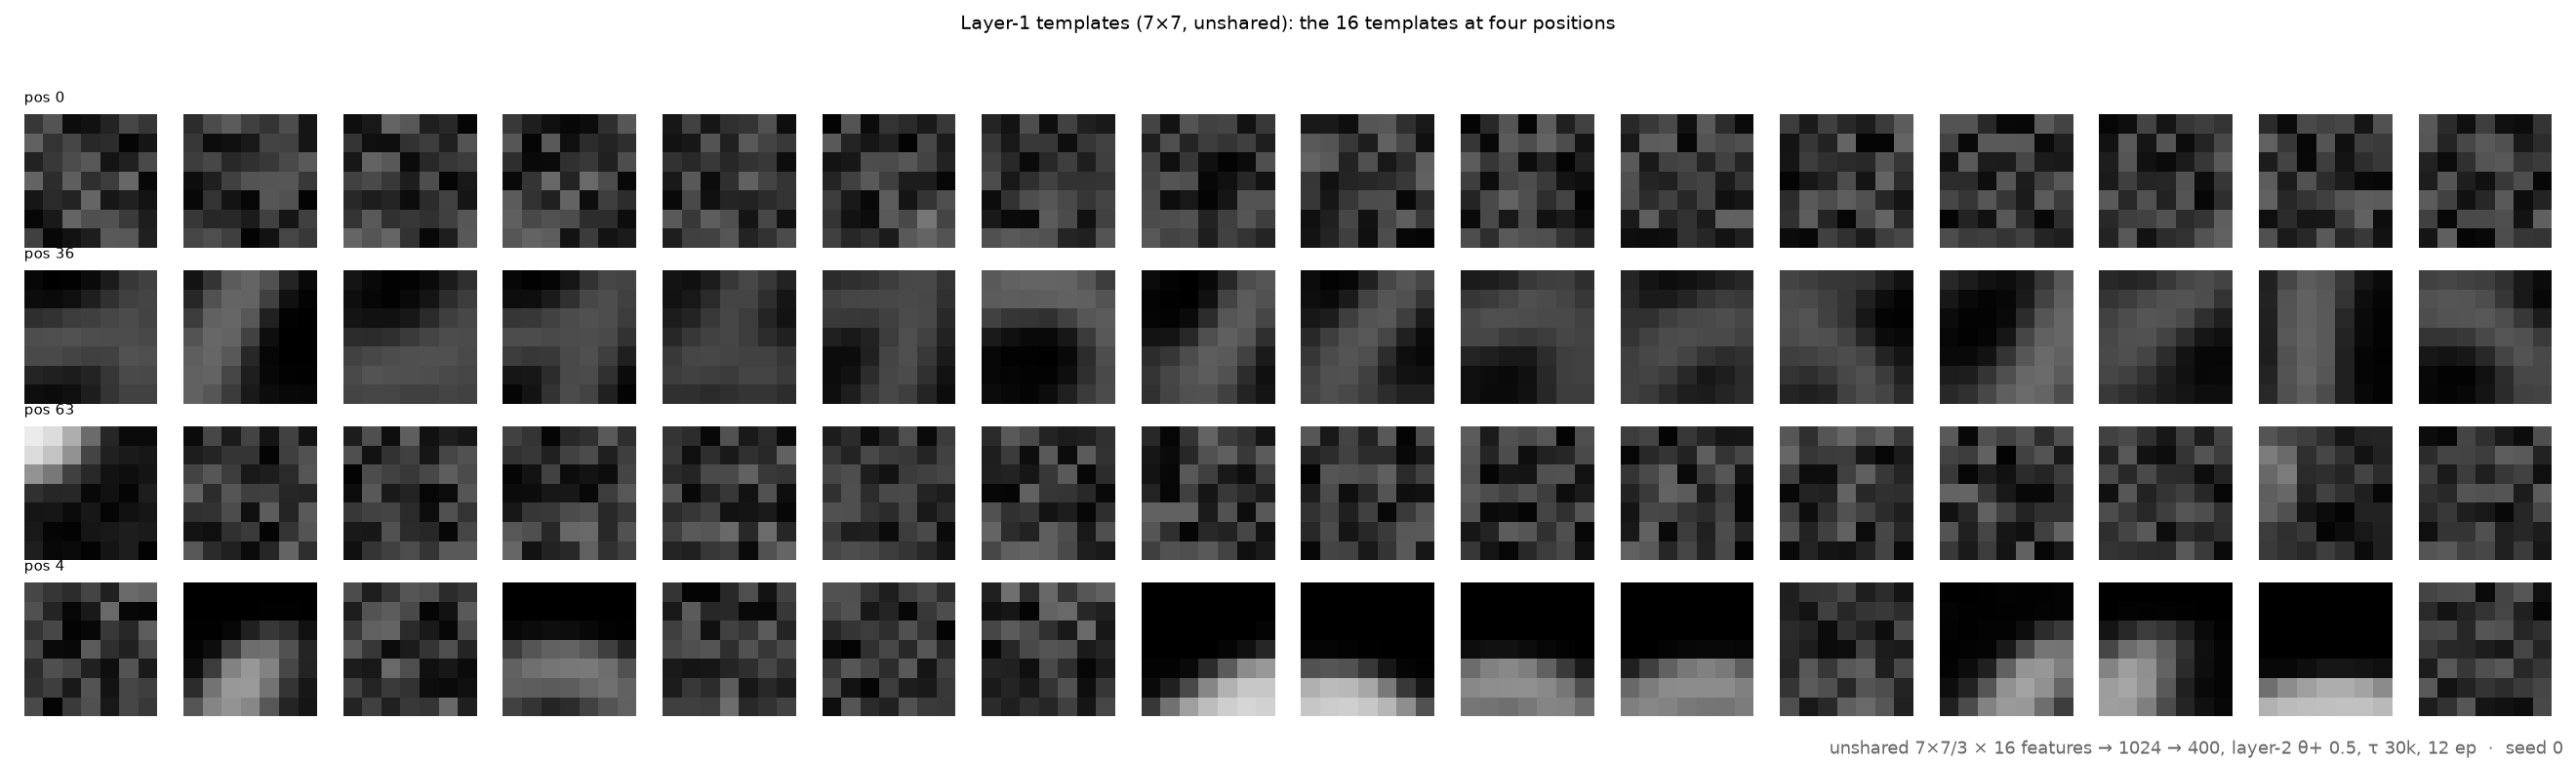 Layer-1 templates (7×7, unshared): the 16 templates at four positions
pos 0
pos 36
pos 63
pos 4
unshared 7×7/3 × 16 features → 1024 → 400, layer-2 θ+ 0.5, τ 30k, 12 ep · seed 0